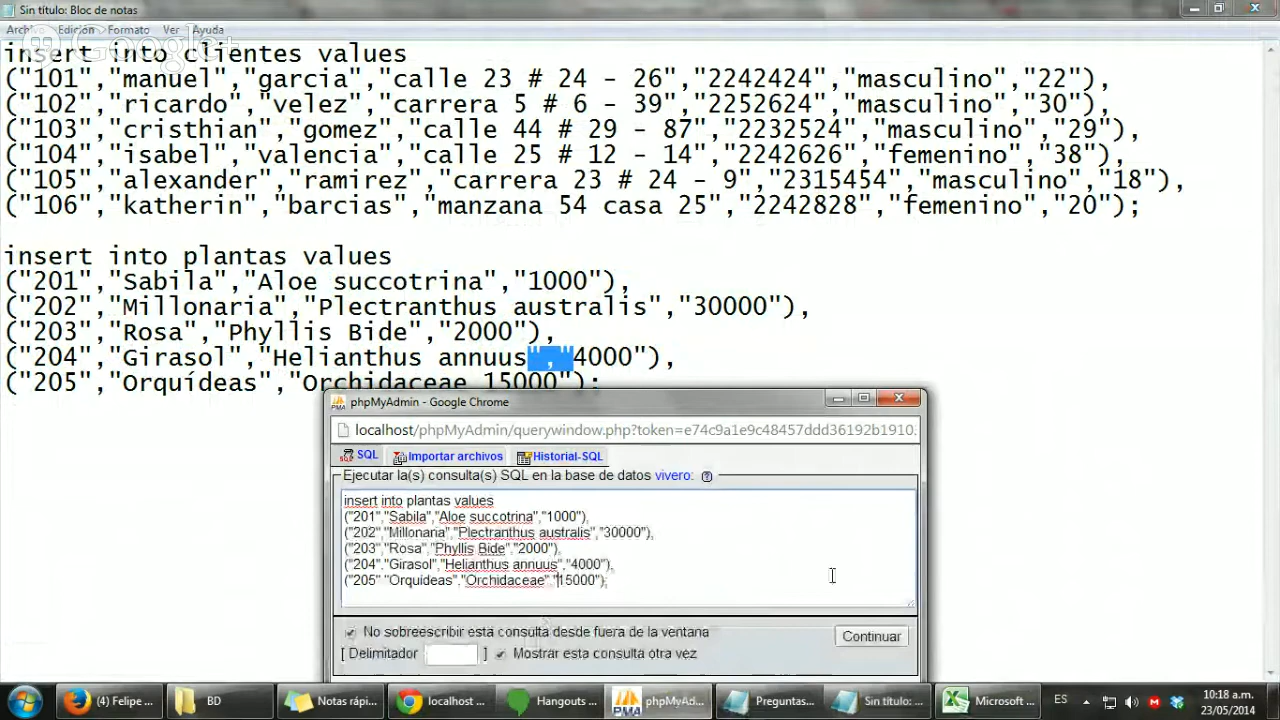 Sin título: Bloc de notas
Archivo Edición Formato Ver Ayuda
Google+
insert into clientes values
("101","manuel","garcia","calle 23 # 24 - 26","2242424","masculino","22"),
("102","ricardo","velez","carrera 5 # 6 - 39","2252624","masculino","30"),
("103","cristhian","gomez","calle 44 # 29 - 87","2232524","masculino","29"),
("104","isabel","valencia","calle 25 # 12 - 14","2242626","femenino","38"),
("105","alexander","ramirez","carrera 23 # 24 - 9","2315454","masculino","18"),
("106","katherin","barcias","manzana 54 casa 25","2242828","femenino","20");
insert into plantas values
("201","Sabila","Aloe succotrina","1000"),
("202","Millonaria","Plectranthus australis","30000"),
("203","Rosa","Phyllis Bide","2000"),
("204","Girasol","Helianthus annuus","4000"),
("205","Orquídeas","Orchidaceae 15000");
phpMyAdmin - Google Chrome
localhost/phpMyAdmin/querywindow.php?token=e74c9a1e9c48457ddd36192b1910.
SQL Importar archivos Historial-SQL
Ejecutar la(s) consulta(s) SQL en la base de datos vivero:
insert into plantas values
("201","Sabila","Aloe succotrina","1000"),
("202","Millonaria","Plectranthus australis","30000"),
("203","Rosa","Phyllis Bide","2000"),
("204","Girasol","Helianthus annuus","4000"),
("205","Orquídeas","Orchidaceae","15000");
No sobreescribir esta consulta desde fuera de la ventana
Continuar
[ Delimitador ] Mostrar esta consulta otra vez
(4) Felipe ... BD Notas rápi... localhost ... Hangouts ... phpMyAd... Preguntas... Sin título: ... Microsoft ... ES 10:18 a.m.
23/05/2014